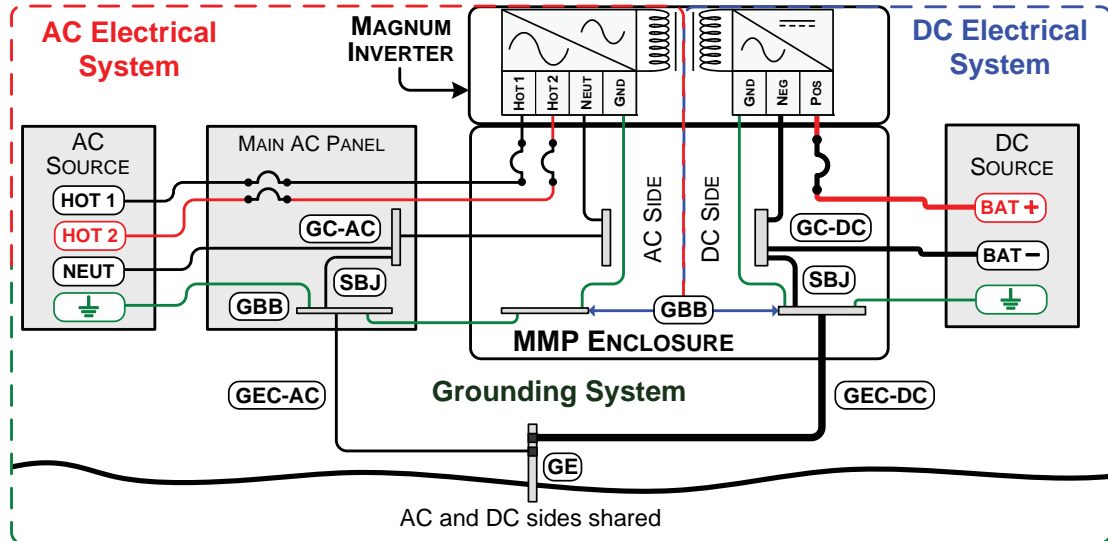 AC Electrical
System
MAGNUM
INVERTER
DC Electrical
System
HOT 1
HOT 2
NEUT
GND
GND
NEG
POS
AC
SOURCE
HOT 1
HOT 2
NEUT
MAIN AC PANEL
GC-AC
SBJ
GBB
AC SIDE
DC SIDE
GC-DC
SBJ
GBB
MMP ENCLOSURE
DC
SOURCE
BAT +
BAT –
GEC-AC
Grounding System
GEC-DC
GE
AC and DC sides shared